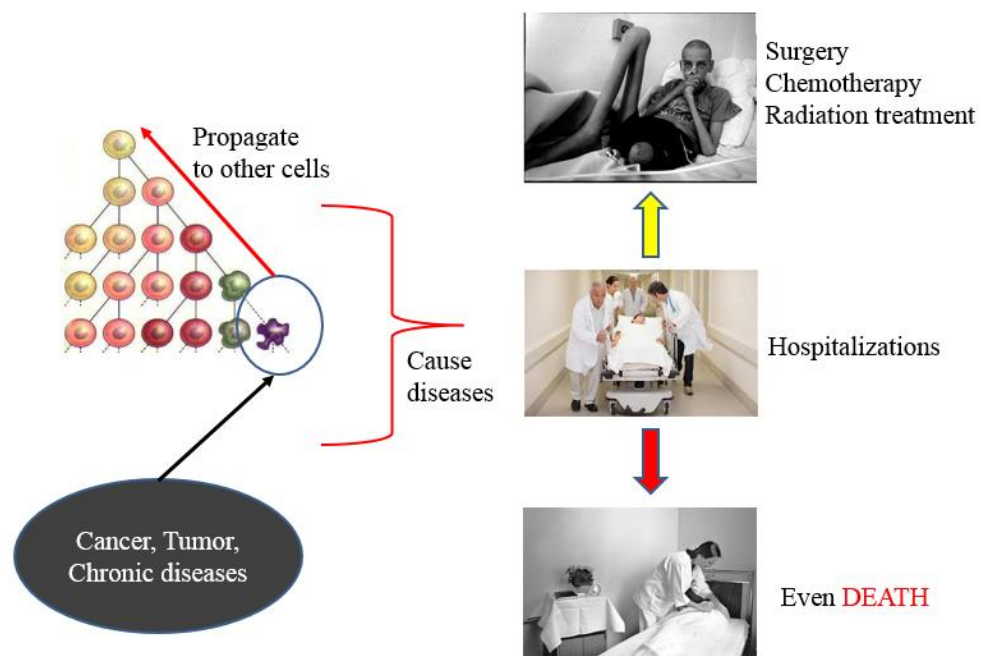 Propagate
to other cells
Cause
diseases
Cancer, Tumor,
Chronic diseases
Surgery
Chemotherapy
Radiation treatment
Hospitalizations
Even DEATH